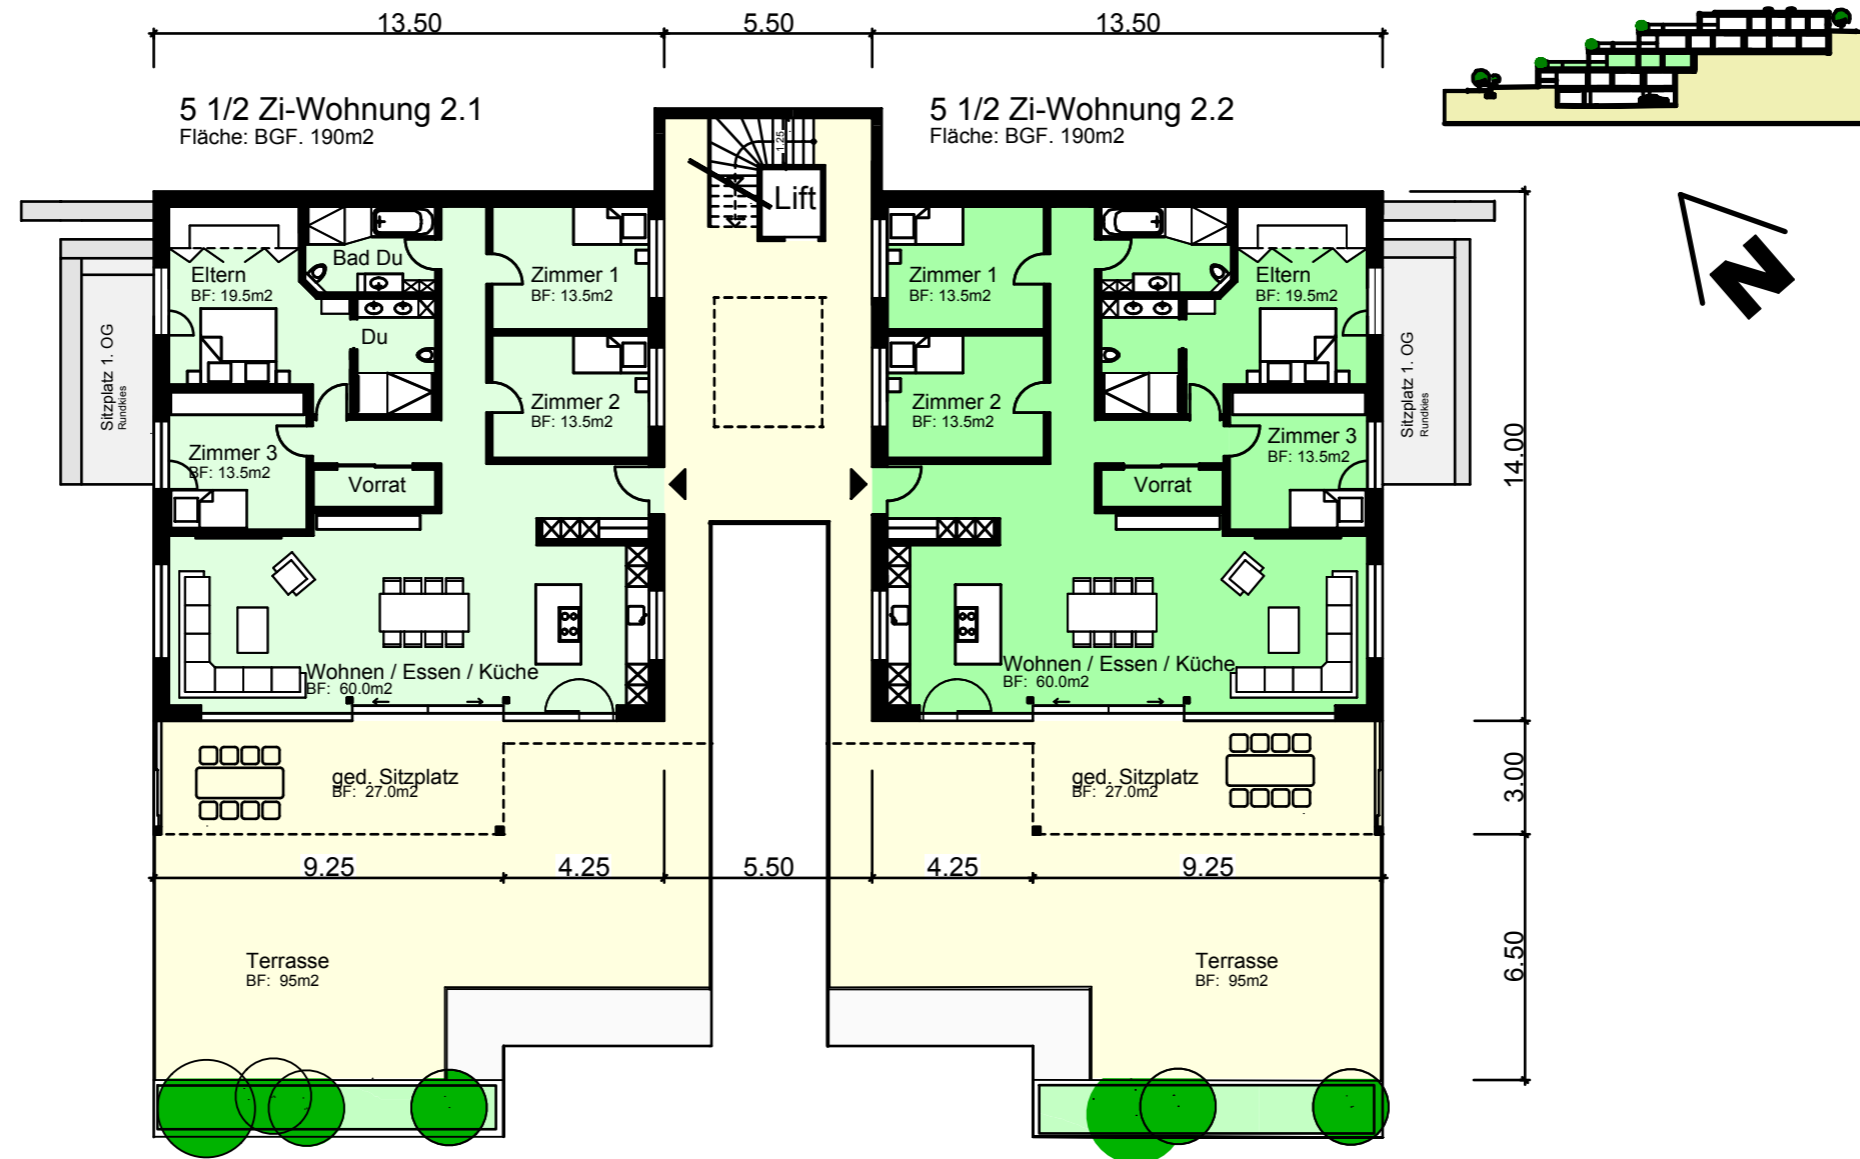 13.50
5.50
13.50
5 1/2 Zi-Wohnung 2.1
Fläche: BGF. 190m2
5 1/2 Zi-Wohnung 2.2
Fläche: BGF. 190m2
1.25
Lift
N
Eltern
BF: 19.5m2
Bad Du
Du
Zimmer 1
BF: 13.5m2
Zimmer 2
BF: 13.5m2
Zimmer 3
BF: 13.5m2
Vorrat
Sitzplatz 1. OG
Rundkies
Wohnen / Essen / Küche
BF: 60.0m2
Zimmer 1
BF: 13.5m2
Zimmer 2
BF: 13.5m2
Eltern
BF: 19.5m2
Zimmer 3
BF: 13.5m2
Vorrat
Sitzplatz 1. OG
Rundkies
Wohnen / Essen / Küche
BF: 60.0m2
14.00
3.00
6.50
ged. Sitzplatz
BF: 27.0m2
ged. Sitzplatz
BF: 27.0m2
9.25
4.25
5.50
4.25
9.25
Terrasse
BF: 95m2
Terrasse
BF: 95m2